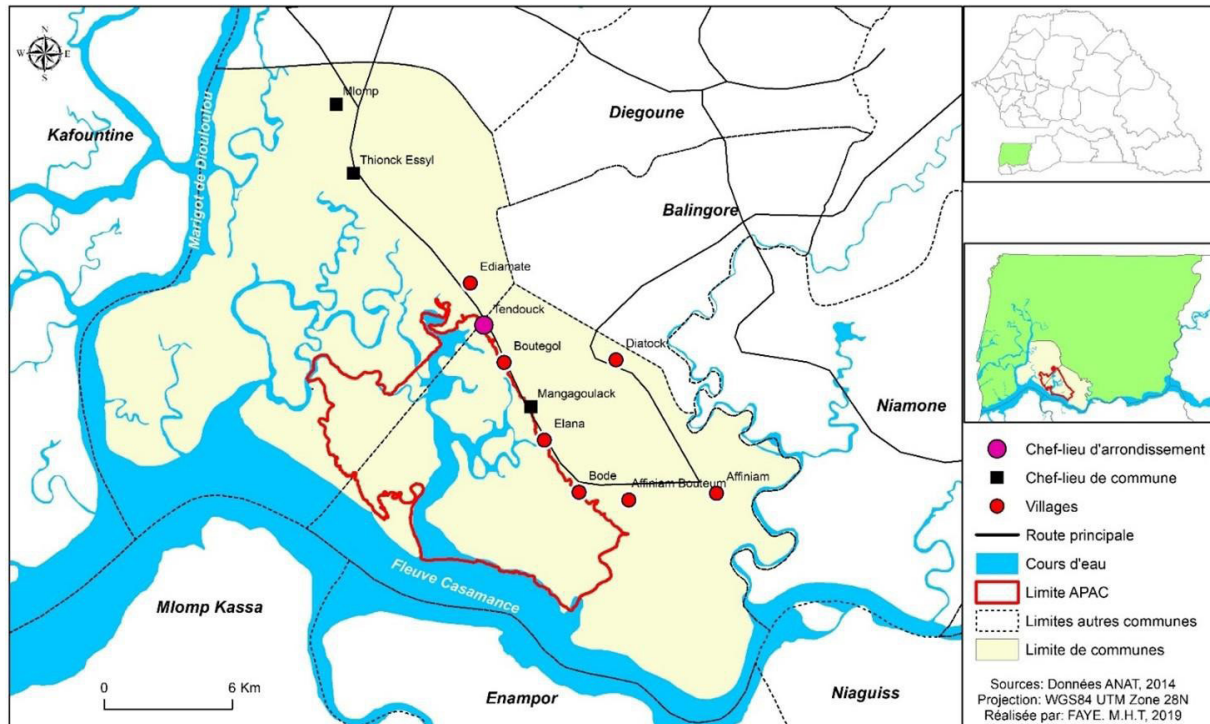 N
W
E
S
Mlomp
Kafountine
Marigot de Diouloulou
Diegoune
Thionck Essyl
Balingore
Ediamate
Tendouck
Boutegol
Diatock
Mangagoulack
Niamone
Elana
Bode
Affiniam Bouteum
Affiniam
Fleuve Casamance
Mlomp Kassa
Enampor
Niaguiss
0
6 Km
Chef-lieu d'arrondissement
Chef-lieu de commune
Villages
Route principale
Cours d'eau
Limite APAC
Limites autres communes
Limite de communes
Sources: Données ANAT, 2014
Projection: WGS84 UTM Zone 28N
Réalisée par: FAYE. M.H.T, 2019